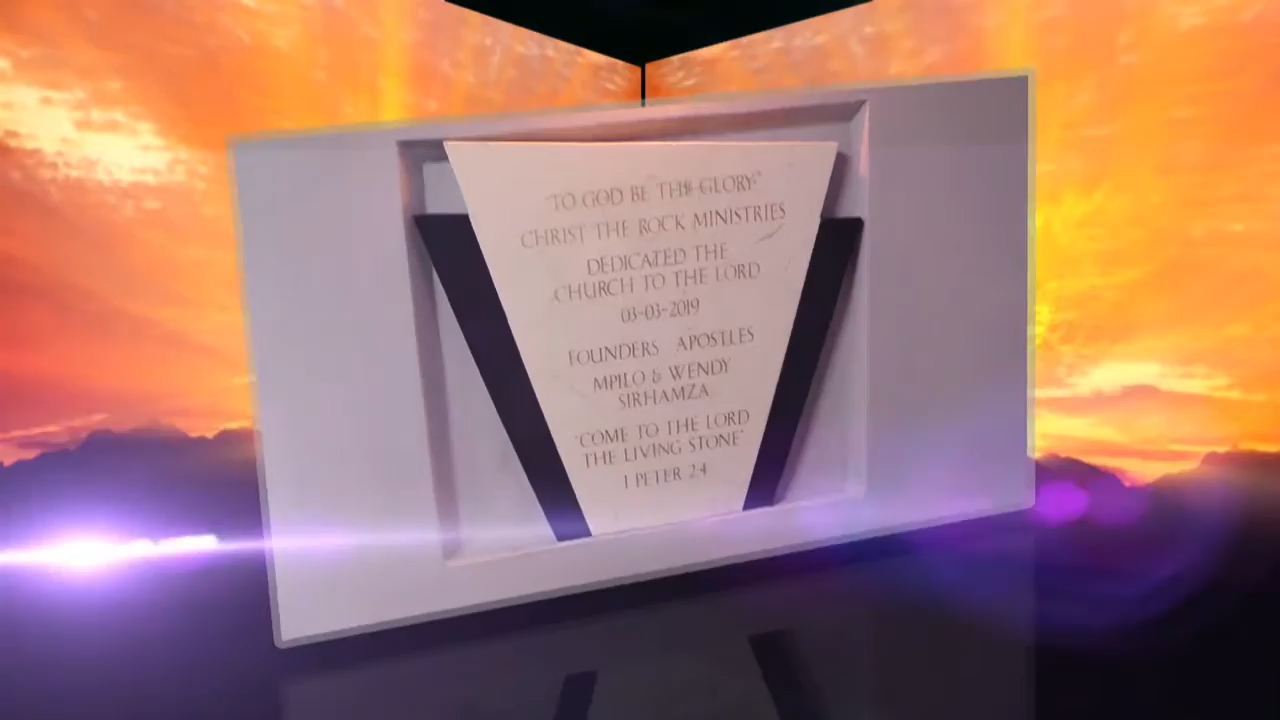 "TO GOD BE THE GLORY"
CHRIST THE ROCK MINISTRIES
DEDICATED THE
CHURCH TO THE LORD
03-03-2019
FOUNDERS APOSTLES
MPILO & WENDY
SIRHAMZA
"COME TO THE LORD
THE LIVING STONE"
1 PETER 2:4